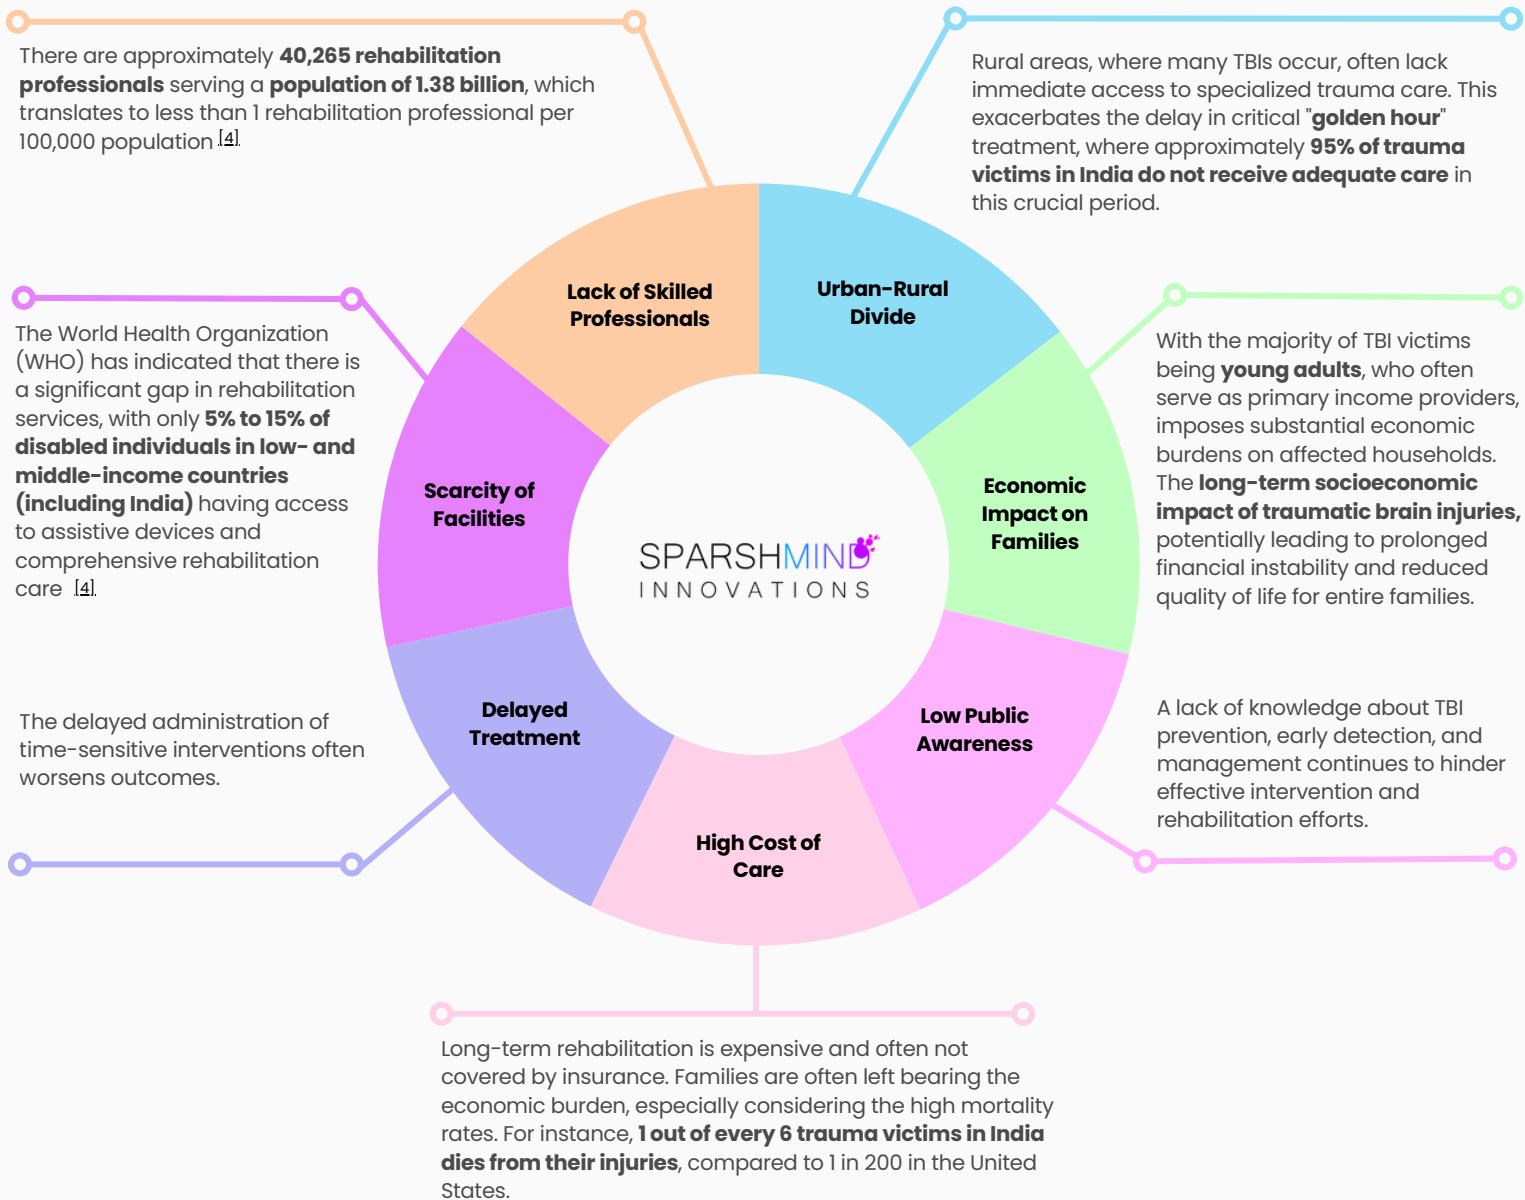 There are approximately 40,265 rehabilitation
professionals serving a population of 1.38 billion, which
translates to less than 1 rehabilitation professional per
100,000 population [4].
Rural areas, where many TBIs occur, often lack
immediate access to specialized trauma care. This
exacerbates the delay in critical "golden hour"
treatment, where approximately 95% of trauma
victims in India do not receive adequate care in
this crucial period.
Lack of Skilled
Professionals
Urban-Rural
Divide
The World Health Organization
(WHO) has indicated that there is
a significant gap in rehabilitation
services, with only 5% to 15% of
disabled individuals in low- and
middle-income countries
(including India) having access
to assistive devices and
comprehensive rehabilitation
care [4].
Scarcity of
Facilities
SPARSHMIND
INNOVATIONS
Economic
Impact on
Families
With the majority of TBI victims
being young adults, who often
serve as primary income providers,
imposes substantial economic
burdens on affected households.
The long-term socioeconomic
impact of traumatic brain injuries,
potentially leading to prolonged
financial instability and reduced
quality of life for entire families.
The delayed administration of
time-sensitive interventions often
worsens outcomes.
Delayed
Treatment
Low Public
Awareness
A lack of knowledge about TBI
prevention, early detection, and
management continues to hinder
effective intervention and
rehabilitation efforts.
High Cost of
Care
Long-term rehabilitation is expensive and often not
covered by insurance. Families are often left bearing the
economic burden, especially considering the high mortality
rates. For instance, 1 out of every 6 trauma victims in India
dies from their injuries, compared to 1 in 200 in the United
States.